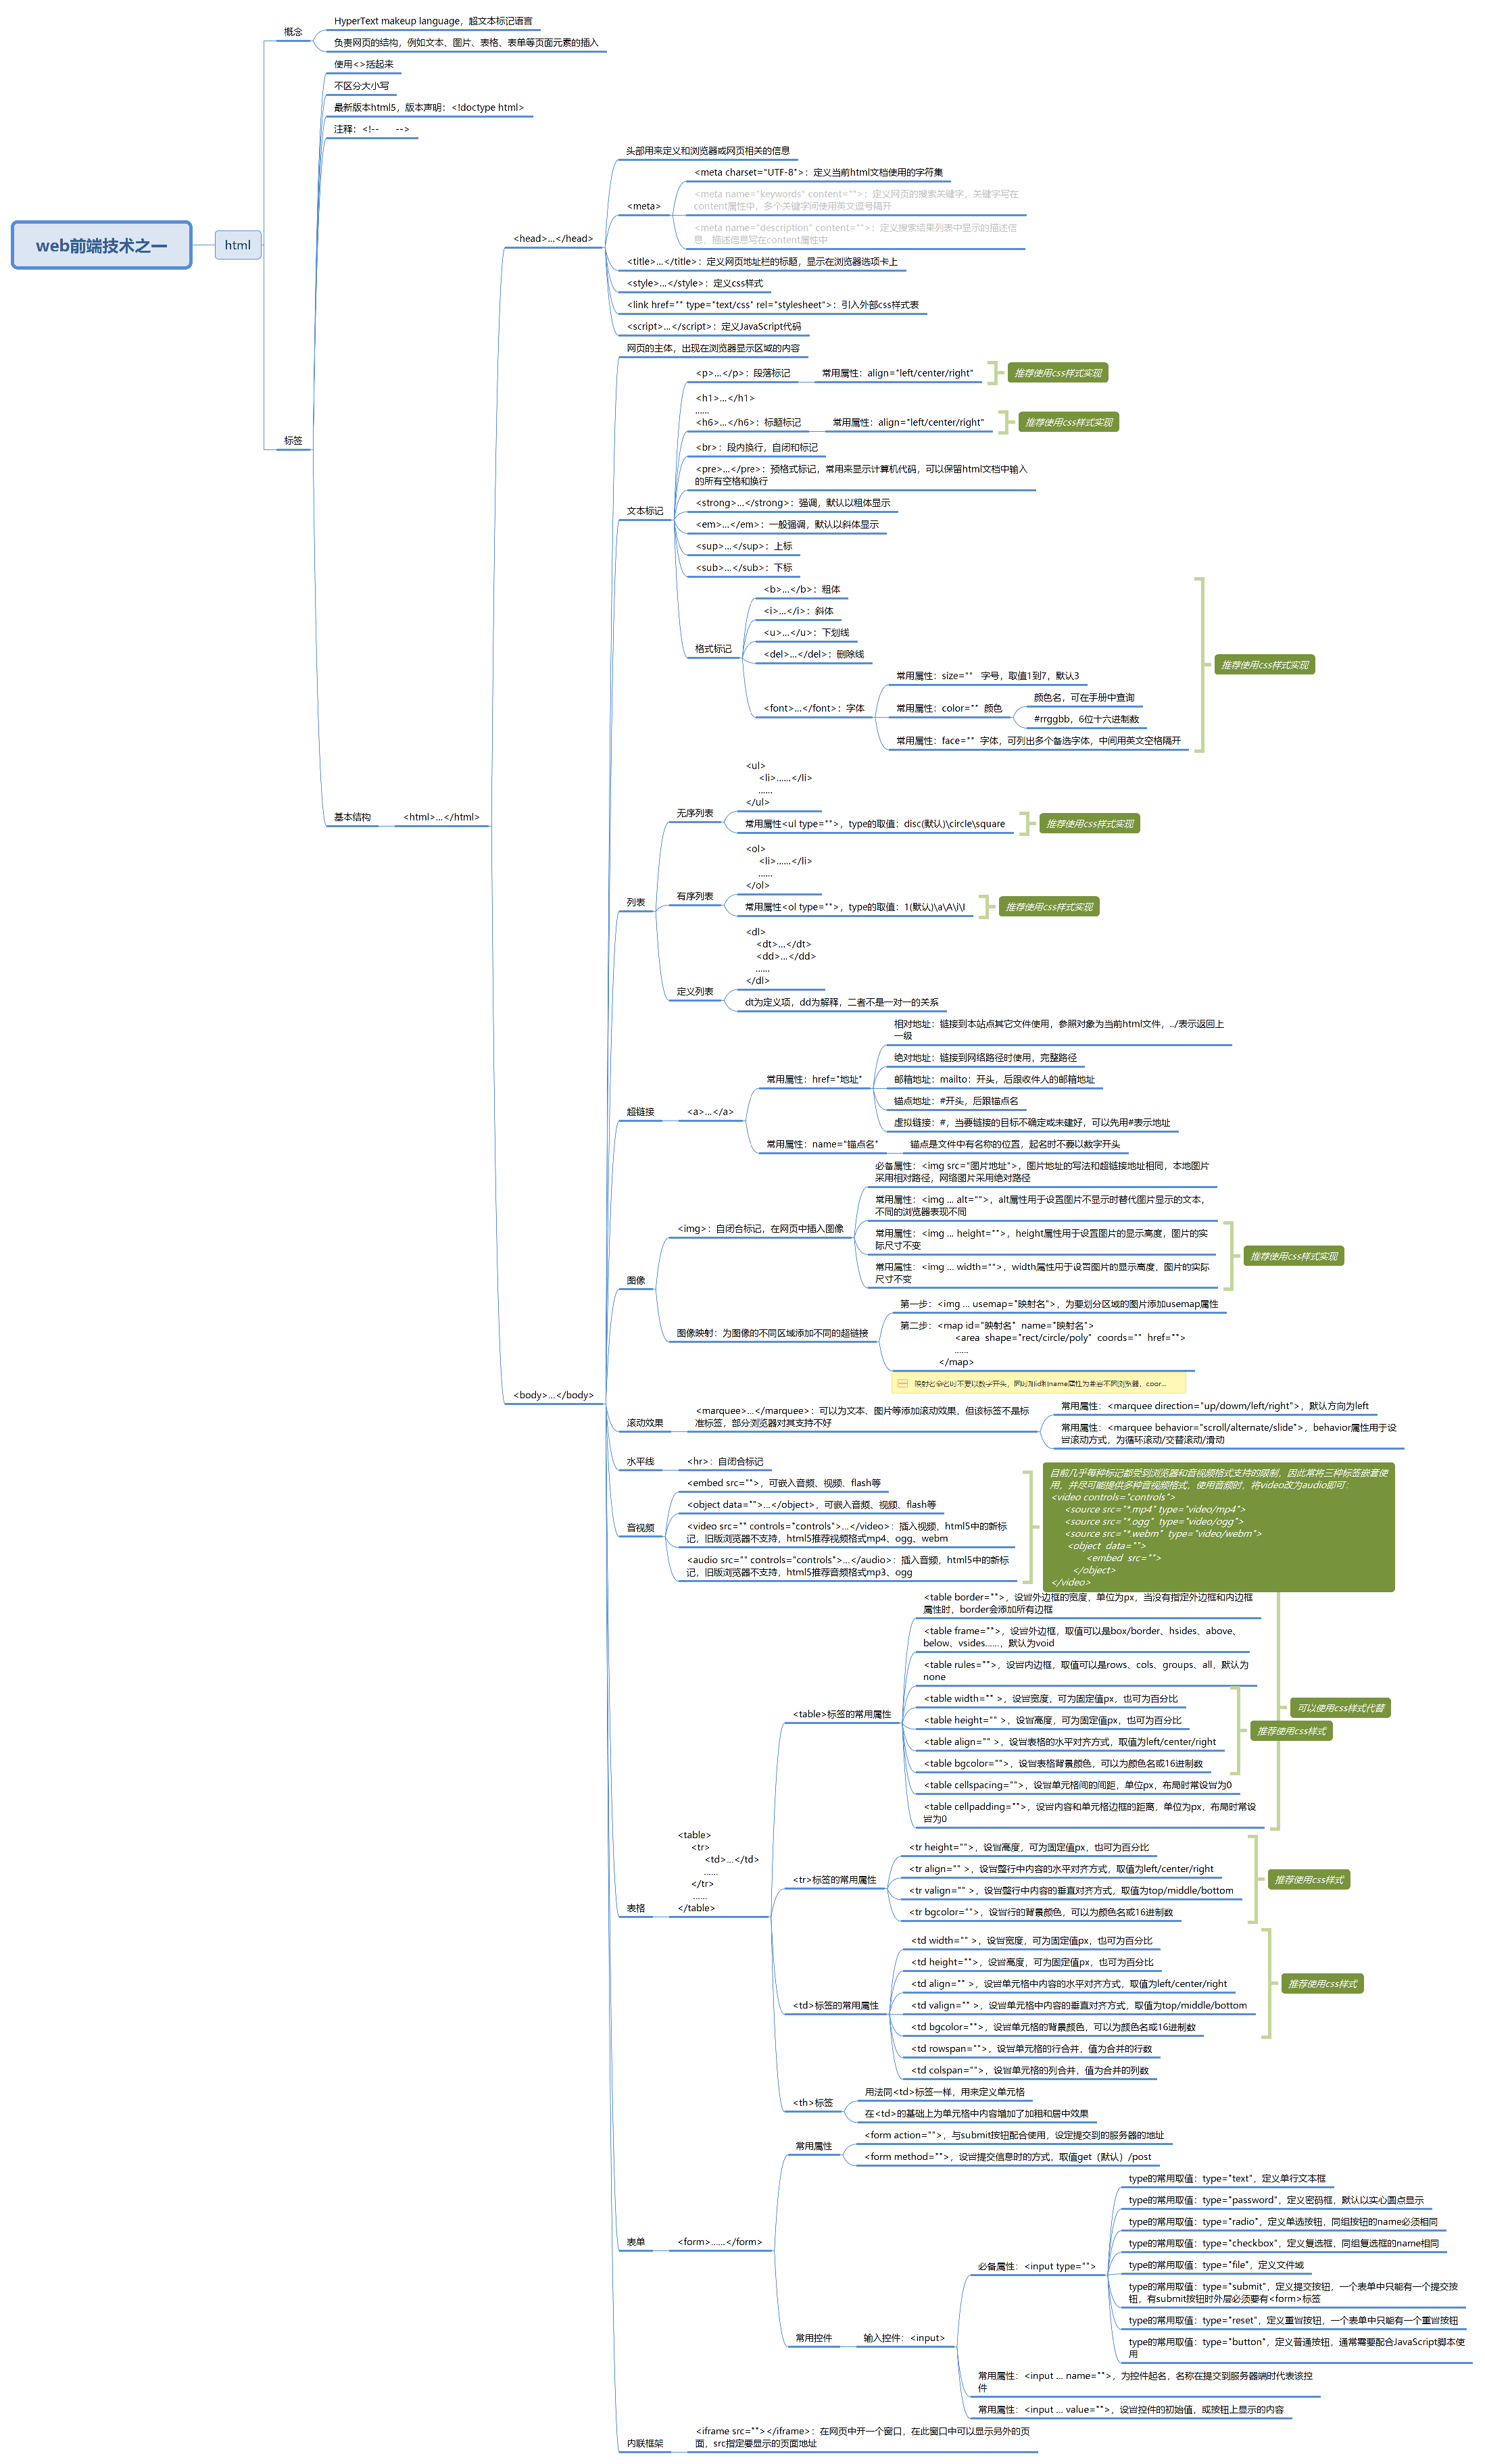 web前端技术之一
html
概念
HyperText makeup language，超文本标记语言
负责网页的结构，例如文本、图片、表格、表单等页面元素的插入
标签
使用<>括起来
不区分大小写
最新版本html5，版本声明：<!doctype html>
注释：<!--      -->
基本结构
<html>...</html>
<head>...</head>
头部用来定义和浏览器或网页相关的信息
<meta>
<meta charset="UTF-8">：定义当前html文档使用的字符集
<meta name="keywords" content="">：定义网页的搜索关键字，关键字写在
content属性中，多个关键字间使用英文逗号隔开
<meta name="description" content="">：定义搜索结果列表中显示的描述信
息，描述信息写在content属性中
<title>...</title>：定义网页地址栏的标题，显示在浏览器选项卡上
<style>...</style>：定义css样式
<link href="" type="text/css" rel="stylesheet">：引入外部css样式表
<script>...</script>：定义JavaScript代码
<body>...</body>
网页的主体，出现在浏览器显示区域的内容
文本标记
<p>...</p>：段落标记
常用属性：align="left/center/right"
推荐使用css样式实现
<h1>...</h1>
......
<h6>...</h6>：标题标记
常用属性：align="left/center/right"
推荐使用css样式实现
<br>：段内换行，自闭和标记
<pre>...</pre>：预格式标记，常用来显示计算机代码，可以保留html文档中输入
的所有空格和换行
<strong>...</strong>：强调，默认以粗体显示
<em>...</em>：一般强调，默认以斜体显示
<sup>...</sup>：上标
<sub>...</sub>：下标
格式标记
<b>...</b>：粗体
<i>...</i>：斜体
<u>...</u>：下划线
<del>...</del>：删除线
<font>...</font>：字体
常用属性：size=""   字号，取值1到7，默认3
常用属性：color=""  颜色
颜色名，可在手册中查询
#rrggbb，6位十六进制数
常用属性：face=""  字体，可列出多个备选字体，中间用英文空格隔开
推荐使用css样式实现
列表
无序列表
<ul>
<li>......</li>
......
</ul>
常用属性<ul type="">，type的取值：disc(默认)\circle\square
推荐使用css样式实现
有序列表
<ol>
<li>......</li>
......
</ol>
常用属性<ol type="">，type的取值：1(默认)\a\A\i\I
推荐使用css样式实现
定义列表
<dl>
<dt>...</dt>
<dd>...</dd>
......
</dl>
dt为定义项，dd为解释，二者不是一对一的关系
超链接
<a>...</a>
常用属性：href="地址"
相对地址：链接到本站点其它文件使用，参照对象为当前html文件，../表示返回上
一级
绝对地址：链接到网络路径时使用，完整路径
邮箱地址：mailto：开头，后跟收件人的邮箱地址
锚点地址：#开头，后跟锚点名
虚拟链接：#，当要链接的目标不确定或未建好，可以先用#表示地址
常用属性：name="锚点名"
锚点是文件中有名称的位置，起名时不要以数字开头
图像
<img>：自闭合标记，在网页中插入图像
必备属性：<img src="图片地址">，图片地址的写法和超链接地址相同，本地图片
采用相对路径，网络图片采用绝对路径
常用属性：<img ... alt="">，alt属性用于设置图片不显示时替代图片显示的文本，
不同的浏览器表现不同
常用属性：<img ... height="">，height属性用于设置图片的显示高度，图片的实
际尺寸不变
常用属性：<img ... width="">，width属性用于设置图片的显示高度，图片的实际
尺寸不变
推荐使用css样式实现
图像映射：为图像的不同区域添加不同的超链接
第一步：<img ... usemap="映射名">，为要划分区域的图片添加usemap属性
第二步：<map id="映射名"  name="映射名">
<area  shape="rect/circle/poly"  coords=""  href="">
......
</map>
映射名命名时不要以数字开头，同时加id和name属性为兼容不同浏览器，coor...
滚动效果
<marquee>...</marquee>：可以为文本、图片等添加滚动效果，但该标签不是标
准标签，部分浏览器对其支持不好
常用属性：<marquee direction="up/dowm/left/right">，默认方向为left
常用属性：<marquee behavior="scroll/alternate/slide">，behavior属性用于设
置滚动方式，为循环滚动/交替滚动/滑动
水平线
<hr>：自闭合标记
音视频
<embed src="">，可嵌入音频、视频、flash等
<object data="">...</object>，可嵌入音频、视频、flash等
<video src="" controls="controls">...</video>：插入视频，html5中的新标
记，旧版浏览器不支持，html5推荐视频格式mp4、ogg、webm
<audio src="" controls="controls">...</audio>：插入音频，html5中的新标
记，旧版浏览器不支持，html5推荐音频格式mp3、ogg
目前几乎每种标记都受到浏览器和音视频格式支持的限制，因此常将三种标签嵌套使
用，并尽可能提供多种音视频格式，使用音频时，将video改为audio即可：
<video controls="controls">
<source src="*.mp4" type="video/mp4">
<source src="*.ogg"  type="video/ogg">
<source src="*.webm"  type="video/webm">
<object  data="">
<embed  src="">
</object>
</video>
表格
<table>
<tr>
<td>...</td>
......
</tr>
......
</table>
<table>标签的常用属性
<table border="">，设置外边框的宽度，单位为px，当没有指定外边框和内边框
属性时，border会添加所有边框
<table frame="">，设置外边框，取值可以是box/border、hsides、above、
below、vsides......，默认为void
<table rules="">，设置内边框，取值可以是rows、cols、groups、all，默认为
none
<table width="" >，设置宽度，可为固定值px，也可为百分比
<table height="" >，设置高度，可为固定值px，也可为百分比
<table align="" >，设置表格的水平对齐方式，取值为left/center/right
<table bgcolor="">，设置表格背景颜色，可以为颜色名或16进制数
推荐使用css样式
<table cellspacing="">，设置单元格间的间距，单位px，布局时常设置为0
<table cellpadding="">，设置内容和单元格边框的距离，单位为px，布局时常设
置为0
可以使用css样式代替
<tr>标签的常用属性
<tr height="">，设置高度，可为固定值px，也可为百分比
<tr align="" >，设置整行中内容的水平对齐方式，取值为left/center/right
<tr valign="" >，设置整行中内容的垂直对齐方式，取值为top/middle/bottom
<tr bgcolor="">，设置行的背景颜色，可以为颜色名或16进制数
推荐使用css样式
<td>标签的常用属性
<td width="" >，设置宽度，可为固定值px，也可为百分比
<td height="">，设置高度，可为固定值px，也可为百分比
<td align="" >，设置单元格中内容的水平对齐方式，取值为left/center/right
<td valign="" >，设置单元格中内容的垂直对齐方式，取值为top/middle/bottom
<td bgcolor="">，设置单元格的背景颜色，可以为颜色名或16进制数
推荐使用css样式
<td rowspan="">，设置单元格的行合并，值为合并的行数
<td colspan="">，设置单元格的列合并，值为合并的列数
<th>标签
用法同<td>标签一样，用来定义单元格
在<td>的基础上为单元格中内容增加了加粗和居中效果
表单
<form>......</form>
常用属性
<form action="">，与submit按钮配合使用，设定提交到的服务器的地址
<form method="">，设置提交信息时的方式，取值get（默认）/post
常用控件
输入控件：<input>
必备属性：<input type="">
type的常用取值：type="text"，定义单行文本框
type的常用取值：type="password"，定义密码框，默认以实心圆点显示
type的常用取值：type="radio"，定义单选按钮，同组按钮的name必须相同
type的常用取值：type="checkbox"，定义复选框，同组复选框的name相同
type的常用取值：type="file"，定义文件域
type的常用取值：type="submit"，定义提交按钮，一个表单中只能有一个提交按
钮，有submit按钮时外层必须要有<form>标签
type的常用取值：type="reset"，定义重置按钮，一个表单中只能有一个重置按钮
type的常用取值：type="button"，定义普通按钮，通常需要配合JavaScript脚本使
用
常用属性：<input ... name="">，为控件起名，名称在提交到服务器端时代表该控
件
常用属性：<input ... value="">，设置控件的初始值，或按钮上显示的内容
内联框架
<iframe src=""></iframe>：在网页中开一个窗口，在此窗口中可以显示另外的页
面，src指定要显示的页面地址